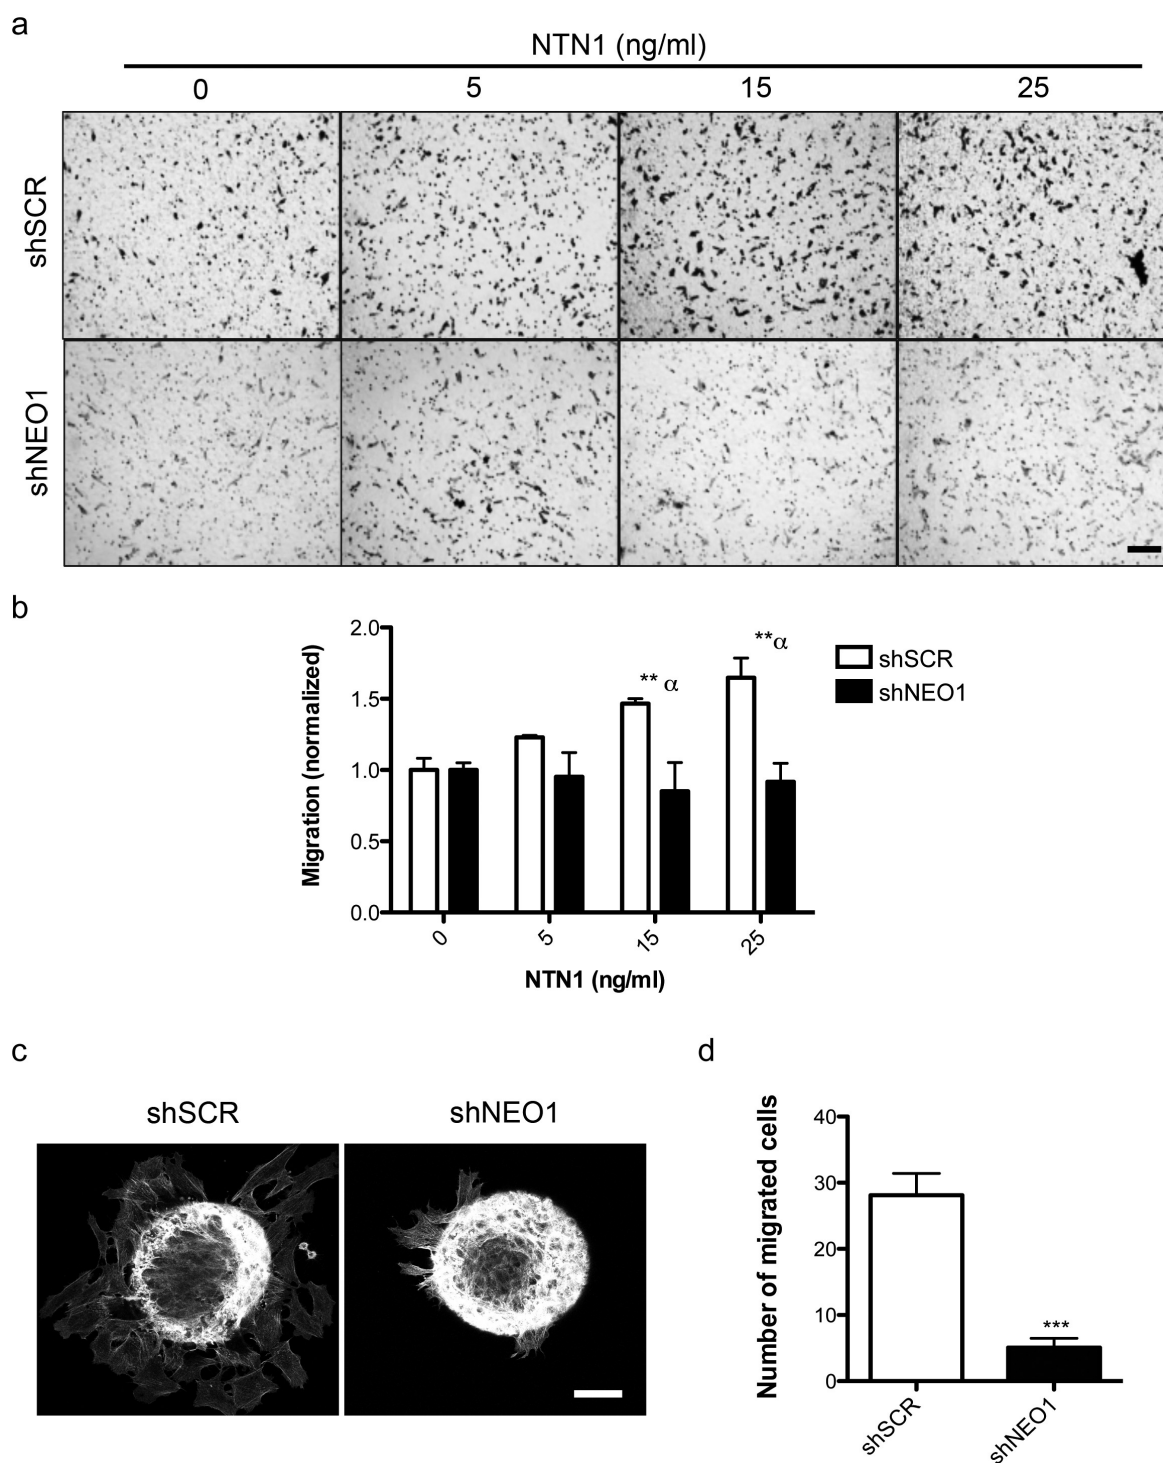 a
NTN1 (ng/ml)
0 5 15 25
shSCR
shNEO1
b
Migration (normalized)
2.0
1.5
1.0
0.5
0.0
** α
**α
shSCR
shNEO1
0 5 15 25
NTN1 (ng/ml)
c
shSCR shNEO1
d
Number of migrated cells
40
30
20
10
0
***
shSCR shNEO1